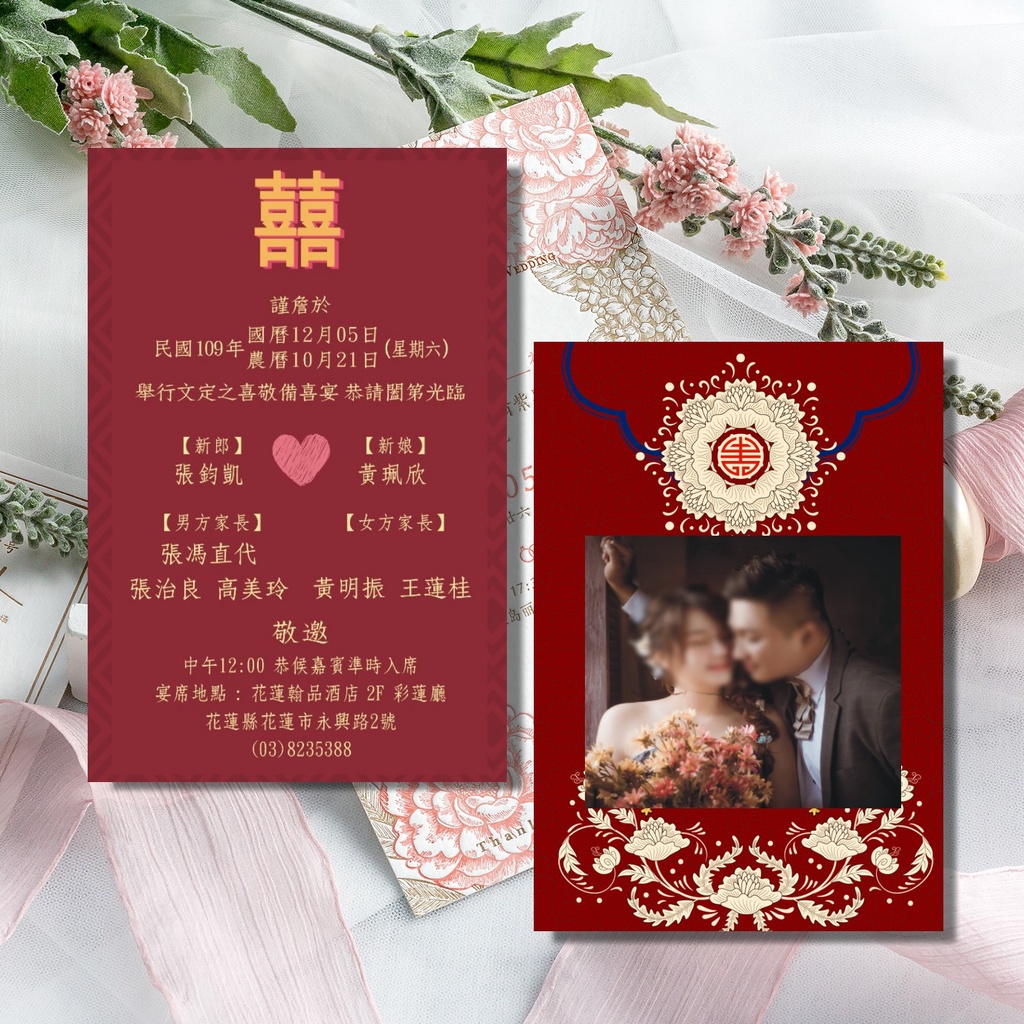 囍
謹詹於
民國109年 國曆12月05日 (星期六)
農曆10月21日
舉行文定之喜敬備喜宴 恭請闔第光臨
【新郎】 【新娘】
張鈞凱 黃珮欣
【男方家長】 【女方家長】
張馮直代
張治良 高美玲 黃明振 王蓮桂
敬邀
中午12:00 恭候嘉賓準時入席
宴席地點：花蓮翰品酒店 2F 彩蓮廳
花蓮縣花蓮市永興路2號
(03)8235388
WEDDING
05
17:3
Than